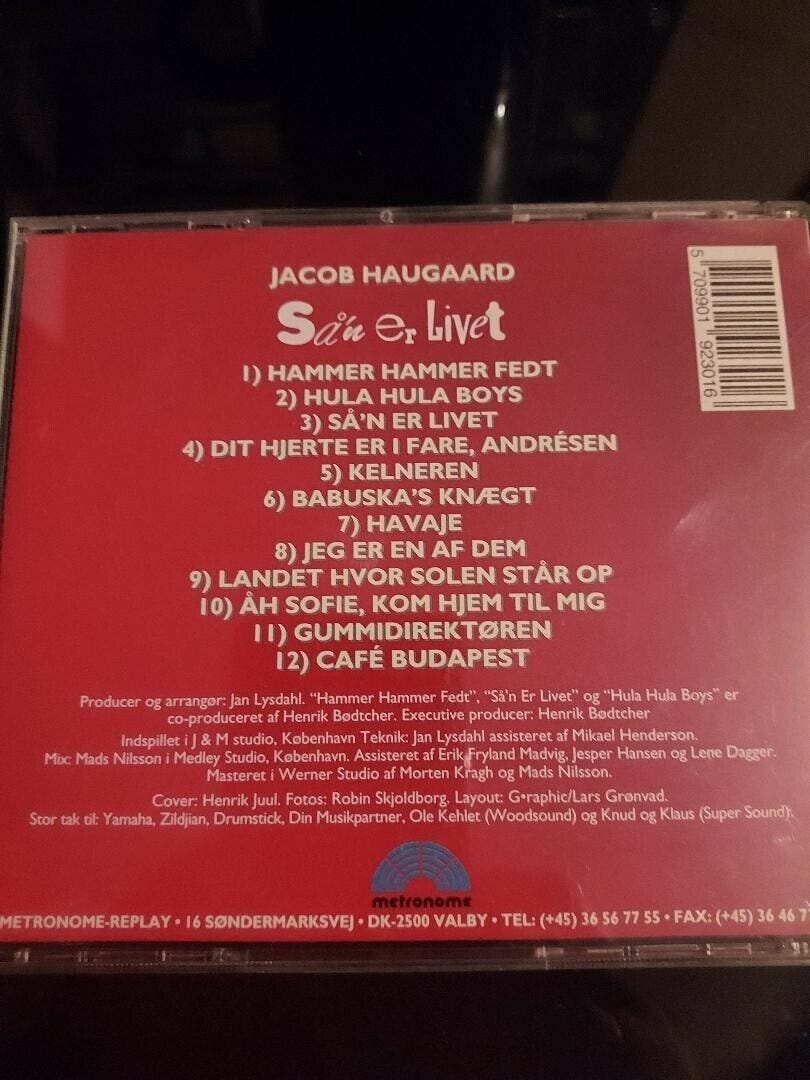 JACOB HAUGAARD
Så'n er Livet
1) HAMMER HAMMER FEDT
2) HULA HULA BOYS
3) SÅ'N ER LIVET
4) DIT HJERTE ER I FARE, ANDRÉSEN
5) KELNEREN
6) BABUSKA'S KNÆGT
7) HAVAJE
8) JEG ER EN AF DEM
9) LANDET HVOR SOLEN STÅR OP
10) ÅH SOFIE, KOM HJEM TIL MIG
11) GUMMIDIREKTØREN
12) CAFÉ BUDAPEST
Producer og arrangør: Jan Lysdahl. "Hammer Hammer Fedt", "Så'n Er Livet" og "Hula Hula Boys" er
co-produceret af Henrik Bødtcher. Executive producer: Henrik Bødtcher
Indspillet i J & M studio, København Teknik: Jan Lysdahl assisteret af Mikael Henderson.
Mix: Mads Nilsson i Medley Studio, København. Assisteret af Erik Fryland Madvig, Jesper Hansen og Lene Dagger.
Masteret i Werner Studio af Morten Kragh og Mads Nilsson.
Cover: Henrik Juul. Fotos: Robin Skjoldborg. Layout: G•raphic/Lars Grønvad.
Stor tak til: Yamaha, Zildjian, Drumstick, Din Musikpartner, Ole Kehlet (Woodsound) og Knud og Klaus (Super Sound).
metronome
METRONOME-REPLAY • 16 SØNDERMARKSVEJ • DK-2500 VALBY • TEL: (+45) 36 56 77 55 • FAX: (+45) 36 46 7
5 709901 923016